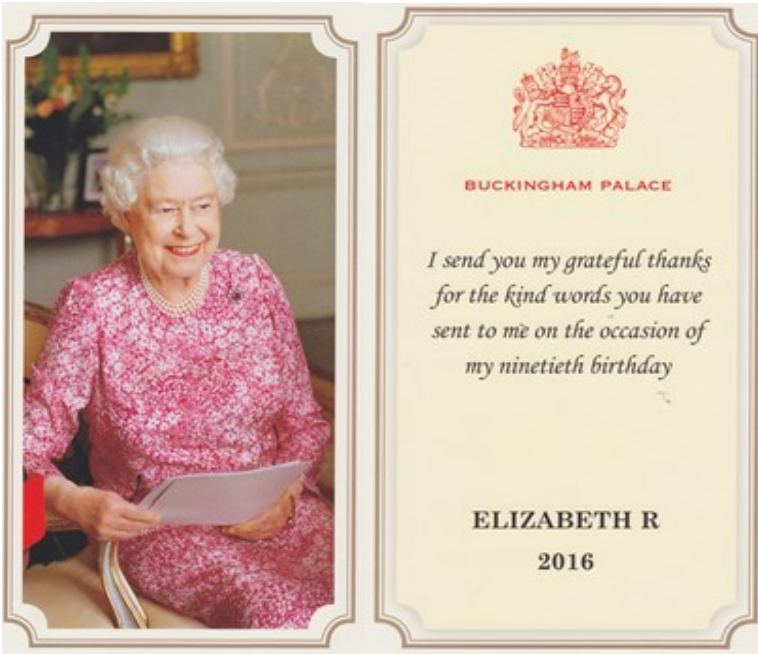 BUCKINGHAM PALACE
I send you my grateful thanks
for the kind words you have
sent to me on the occasion of
my ninetieth birthday
ELIZABETH R
2016